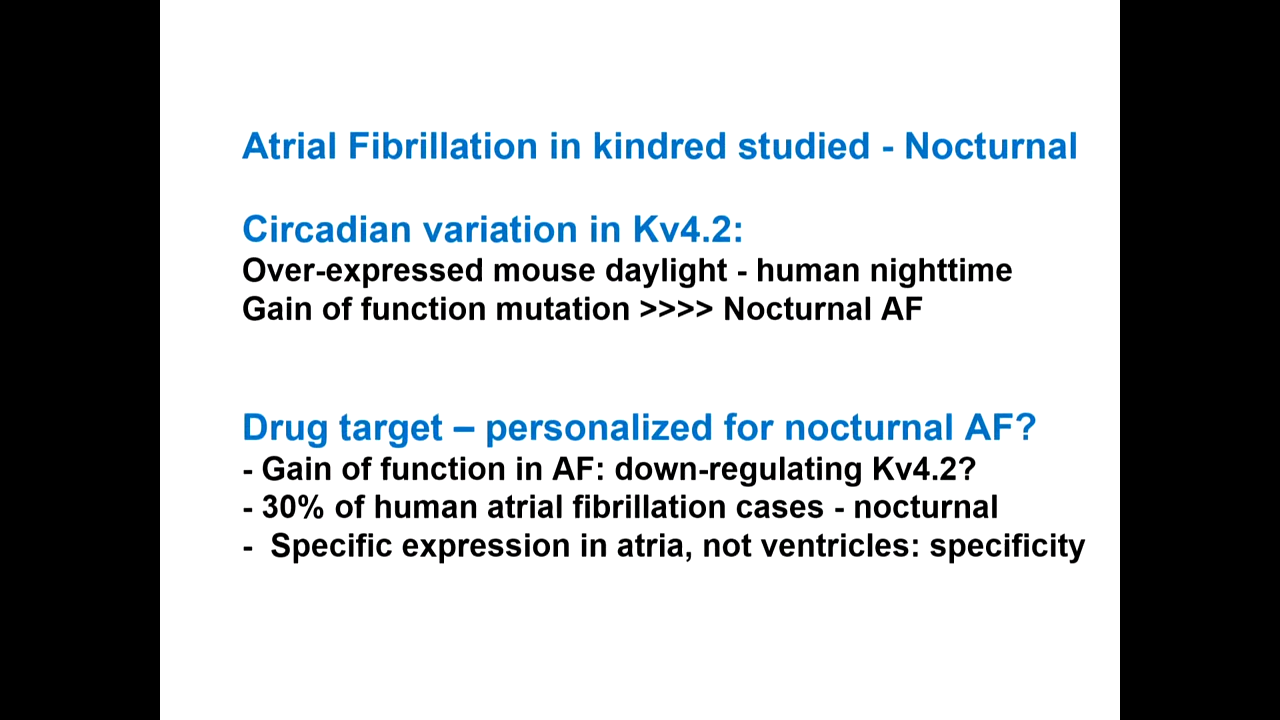 Atrial Fibrillation in kindred studied - Nocturnal
Circadian variation in Kv4.2:
Over-expressed mouse daylight - human nighttime
Gain of function mutation >>>> Nocturnal AF
Drug target – personalized for nocturnal AF?
- Gain of function in AF: down-regulating Kv4.2?
- 30% of human atrial fibrillation cases - nocturnal
-  Specific expression in atria, not ventricles: specificity